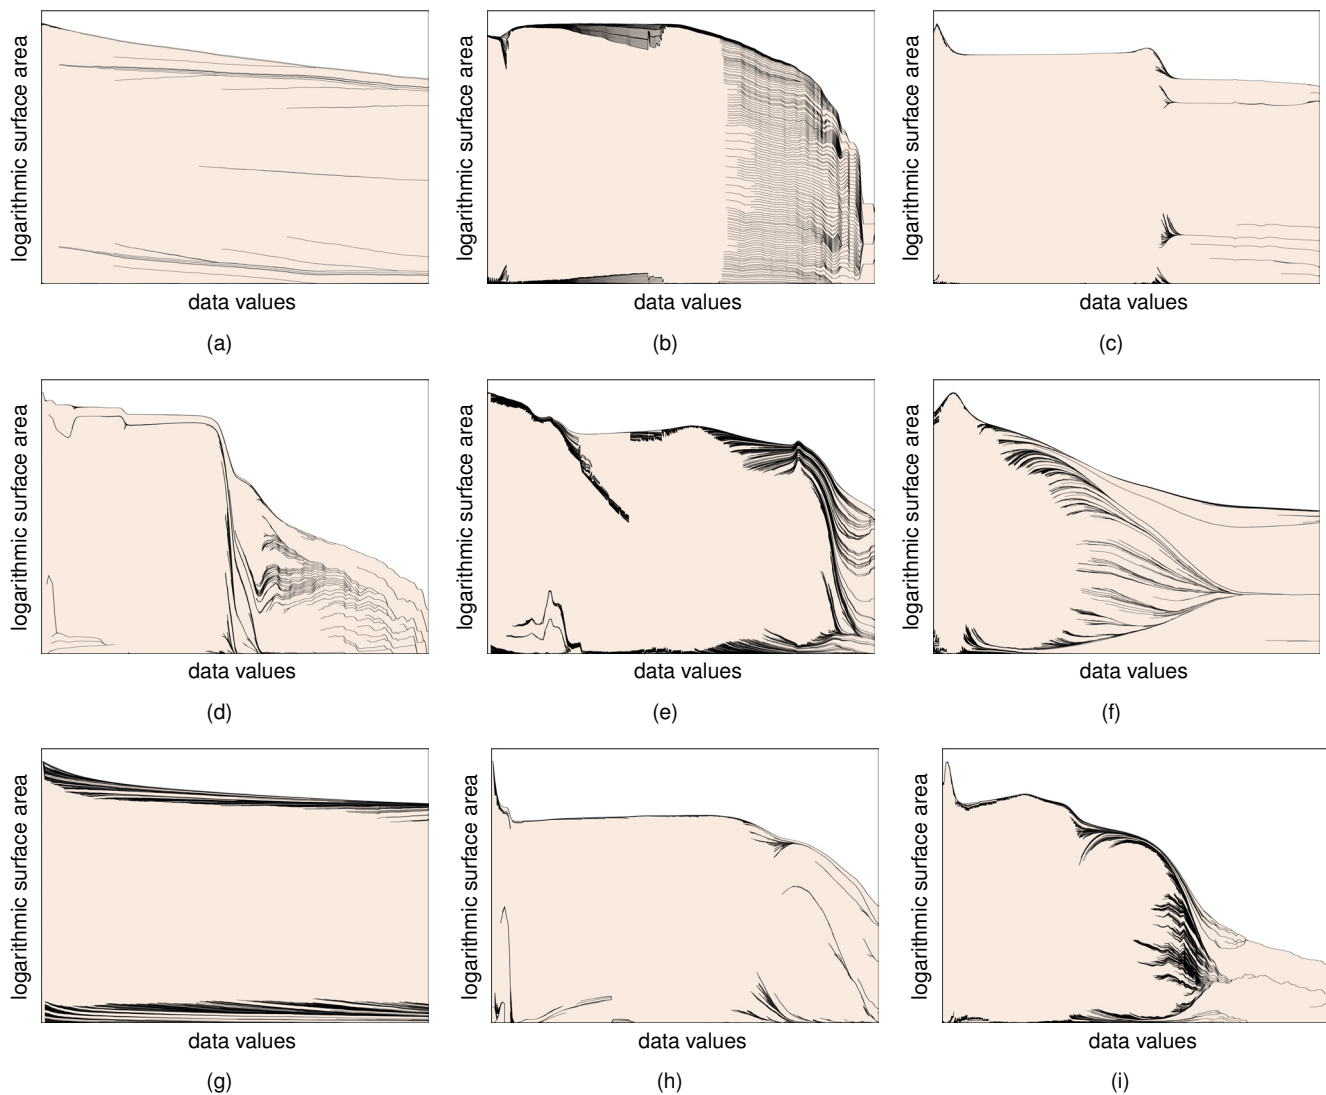 logarithmic surface area
logarithmic surface area
logarithmic surface area
data values
data values
data values
(a)
(b)
(c)
logarithmic surface area
logarithmic surface area
logarithmic surface area
data values
data values
data values
(d)
(e)
(f)
logarithmic surface area
logarithmic surface area
logarithmic surface area
data values
data values
data values
(g)
(h)
(i)